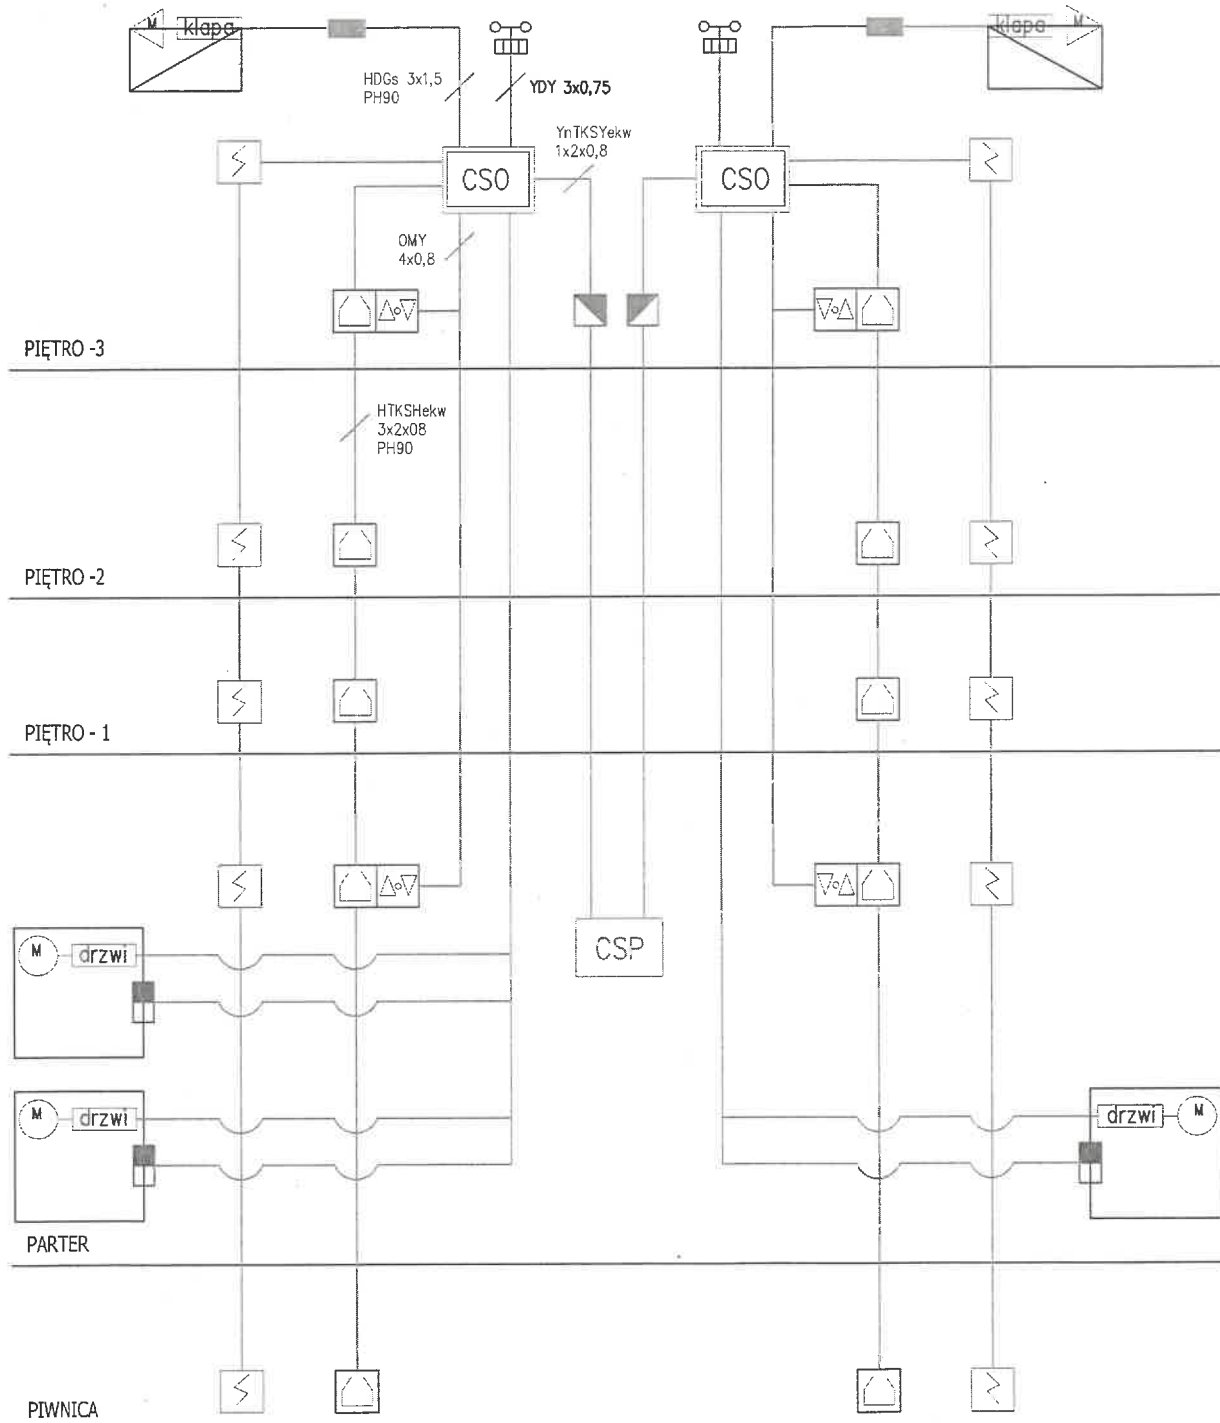 M klapa
klapa M
HDGs 3x1,5
PH90
YDY 3x0,75
YnTKSYekw
1x2x0,8
CSO
CSO
OMY
4x0,8
PIĘTRO -3
HTKSHekw
3x2x08
PH90
PIĘTRO -2
PIĘTRO - 1
CSP
M drzwi
M drzwi
drzwi M
PARTER
PIWNICA